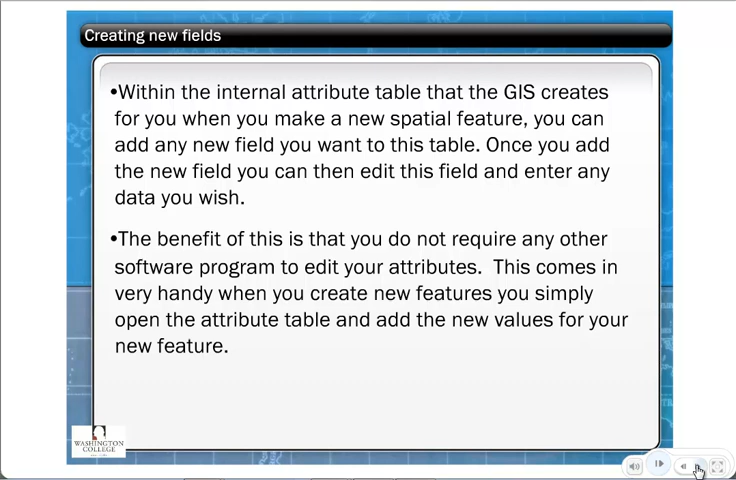 Creating new fields
•Within the internal attribute table that the GIS creates
for you when you make a new spatial feature, you can
add any new field you want to this table. Once you add
the new field you can then edit this field and enter any
data you wish.
•The benefit of this is that you do not require any other
software program to edit your attributes.  This comes in
very handy when you create new features you simply
open the attribute table and add the new values for your
new feature.
WASHINGTON
COLLEGE